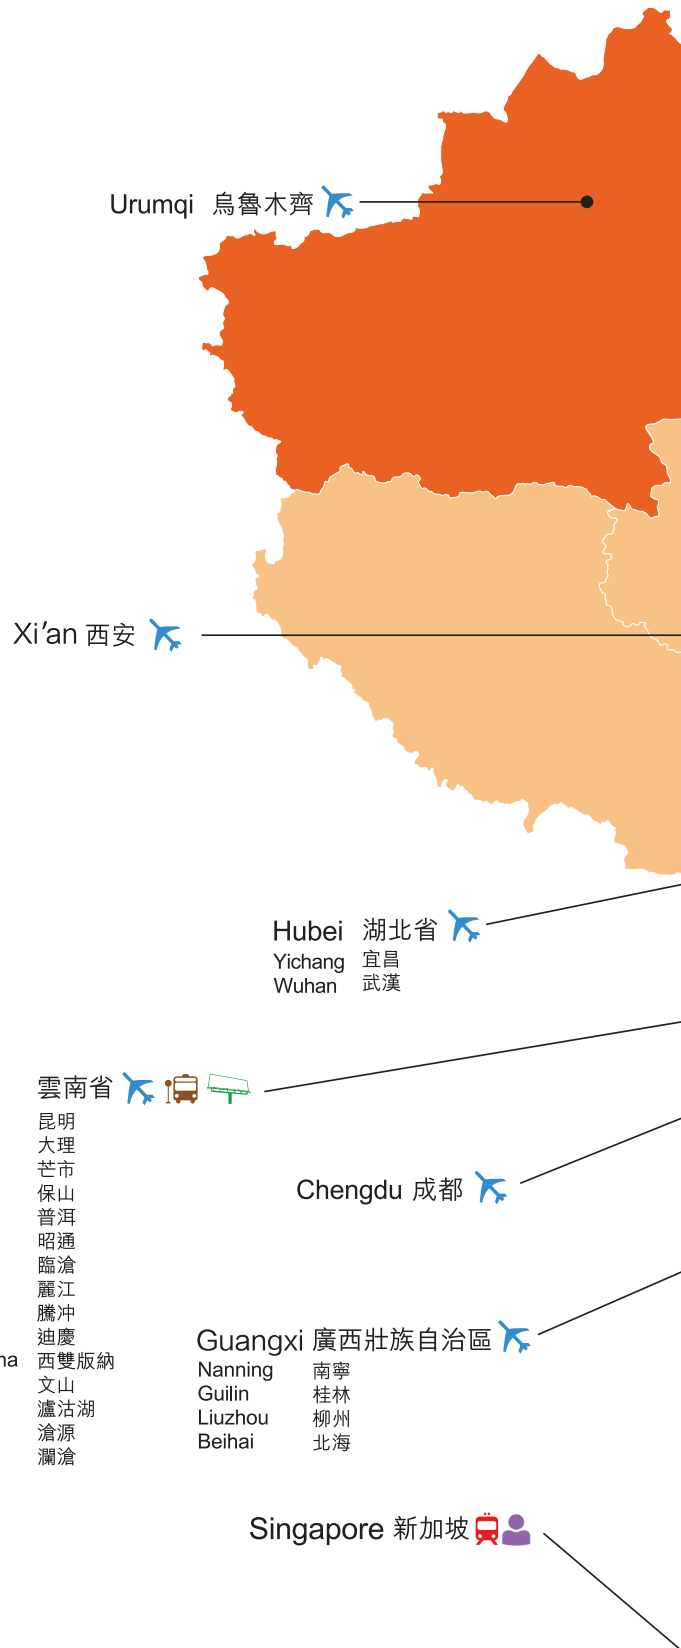 Urumqi 烏魯木齊
Xi'an 西安
Hubei 湖北省
Yichang 宜昌
Wuhan 武漢
雲南省
昆明
大理
芒市
保山
普洱
昭通
臨滄
麗江
騰冲
迪慶
na 西雙版納
文山
瀘沽湖
滄源
瀾滄
Chengdu 成都
Guangxi 廣西壯族自治區
Nanning 南寧
Guilin 桂林
Liuzhou 柳州
Beihai 北海
Singapore 新加坡